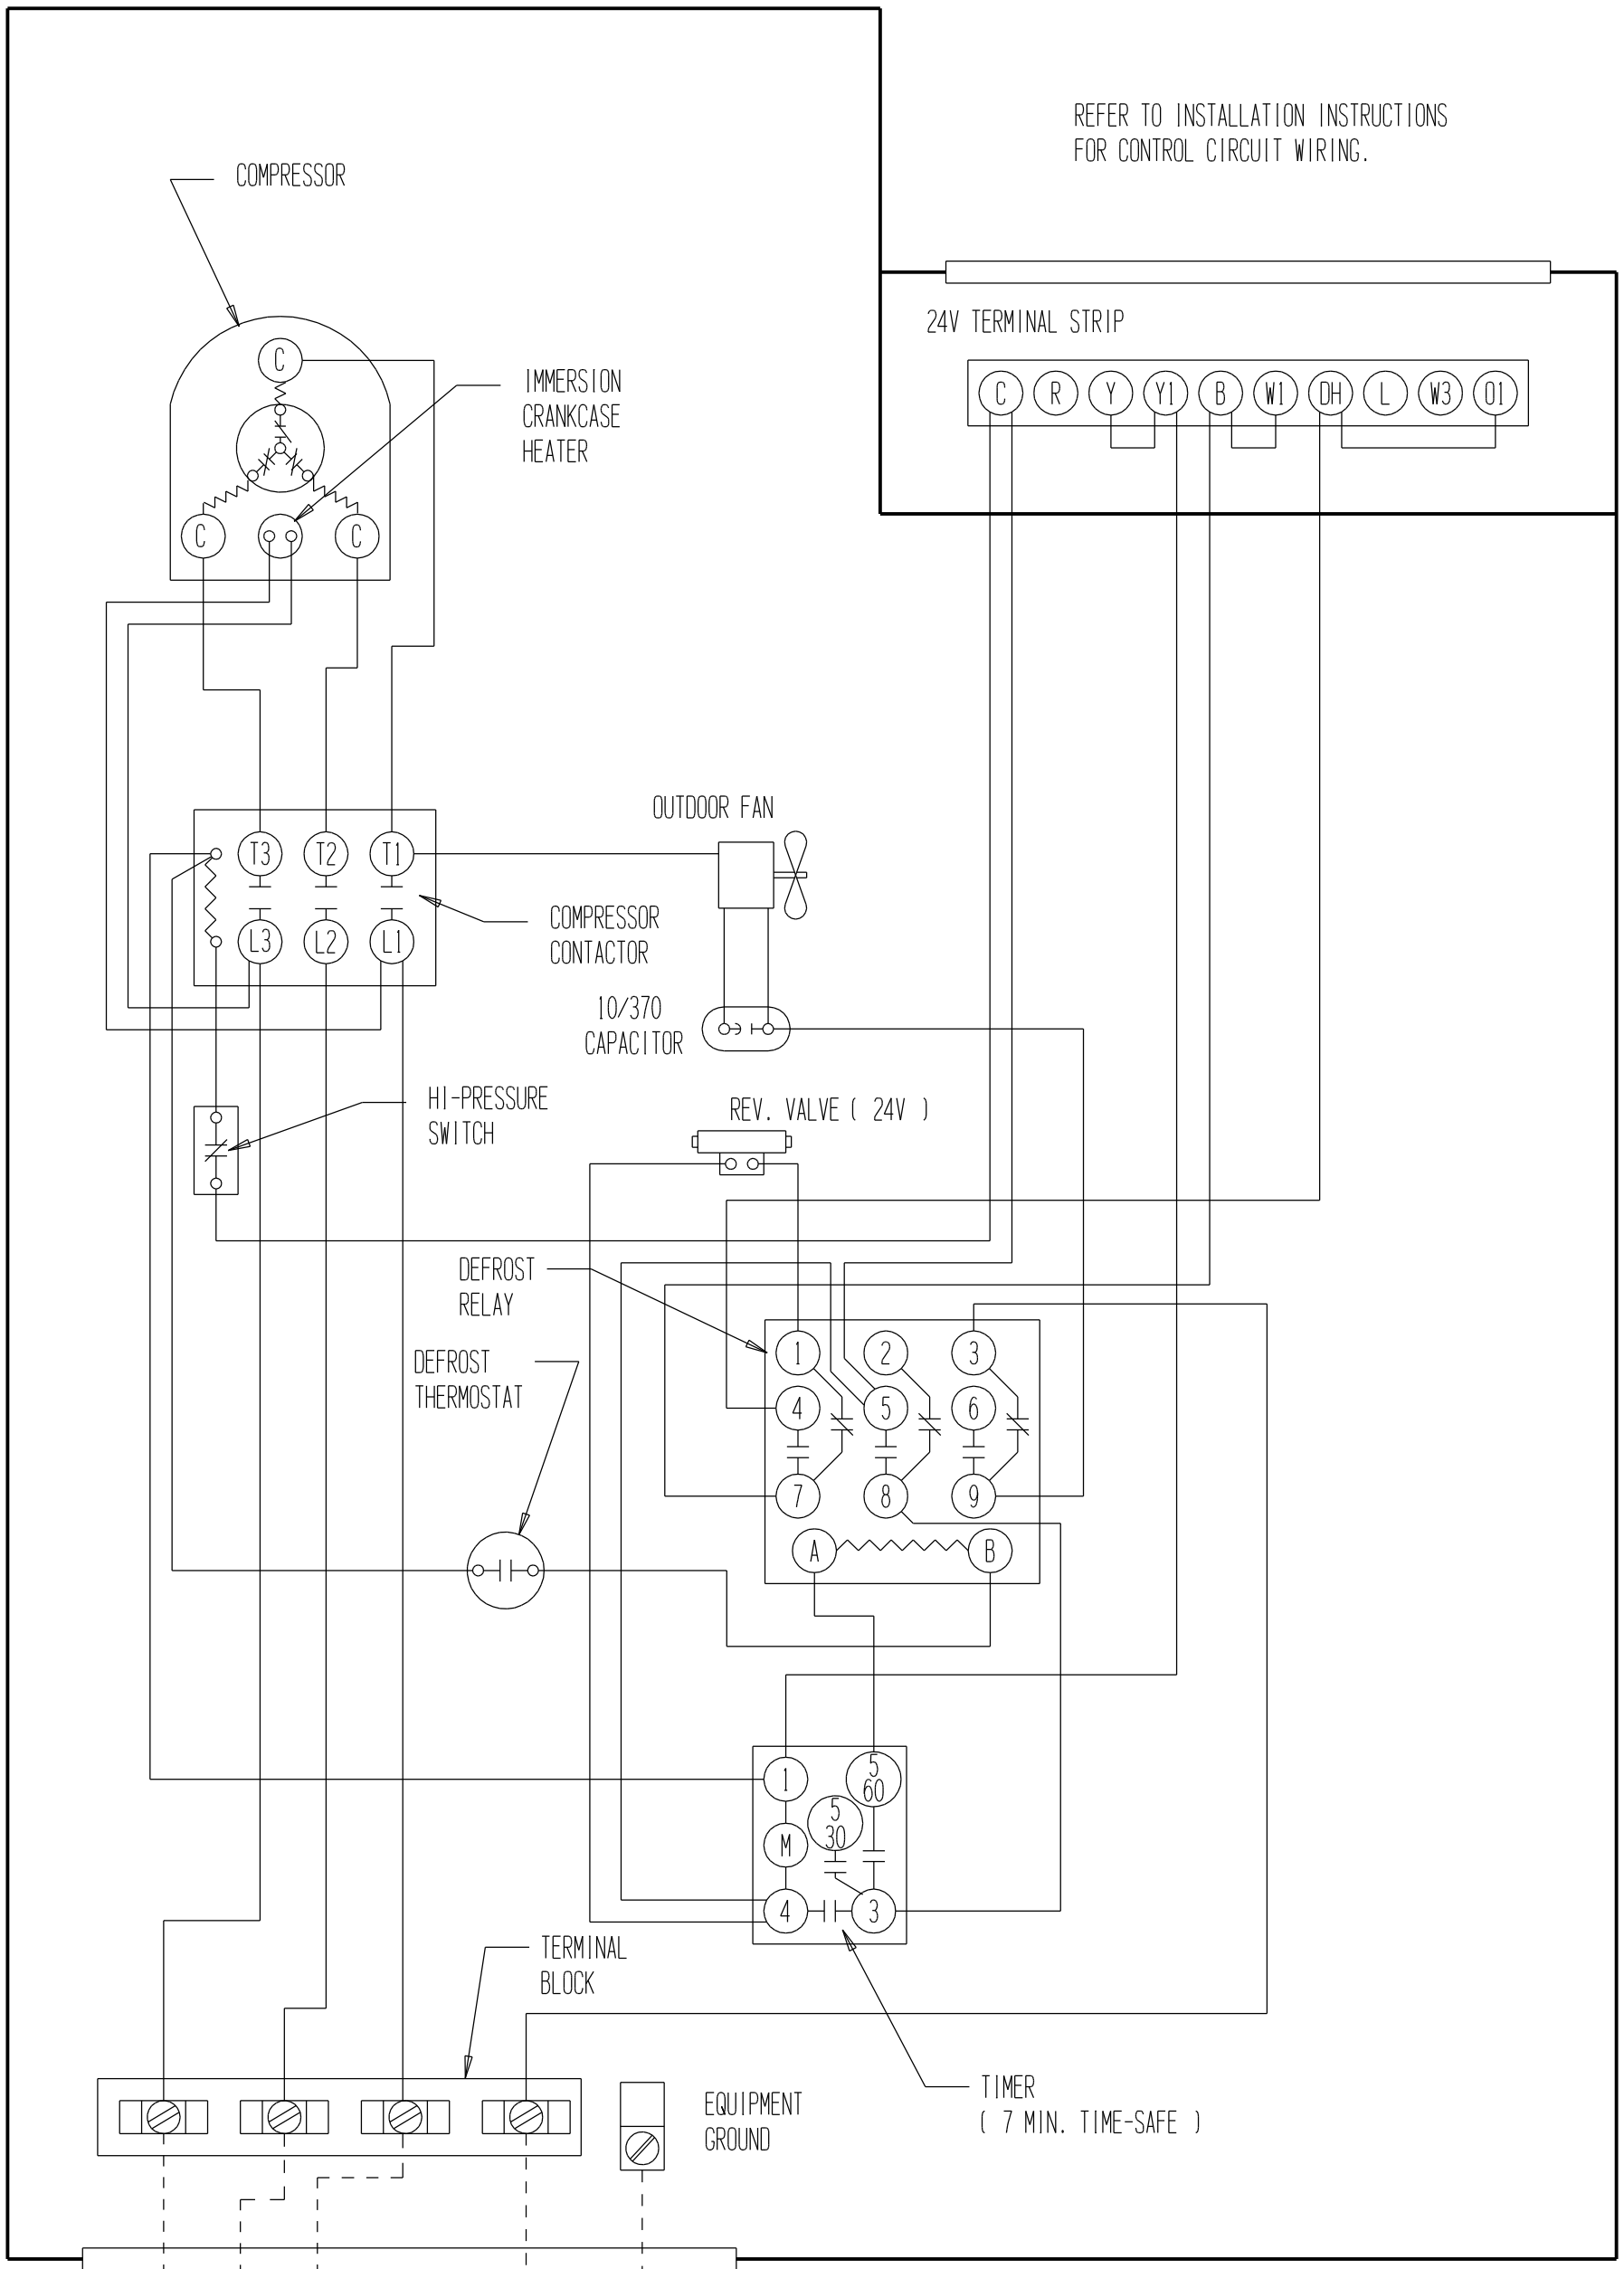 REFER TO INSTALLATION INSTRUCTIONS
FOR CONTROL CIRCUIT WIRING.
COMPRESSOR
24V TERMINAL STRIP
C
IMMERSION
CRANKCASE
HEATER
C R Y Y1 B W1 DH L W3 O1
C C
OUTDOOR FAN
T3 T2 T1
COMPRESSOR
CONTACTOR
L3 L2 L1
10/370
CAPACITOR
HI-PRESSURE
SWITCH
REV. VALVE ( 24V )
DEFROST
RELAY
DEFROST
THERMOSTAT
1 2 3
4 5 6
7 8 9
A B
1 5
60
5
30
M
4 3
TERMINAL
BLOCK
TIMER
( 7 MIN. TIME-SAFE )
EQUIPMENT
GROUND